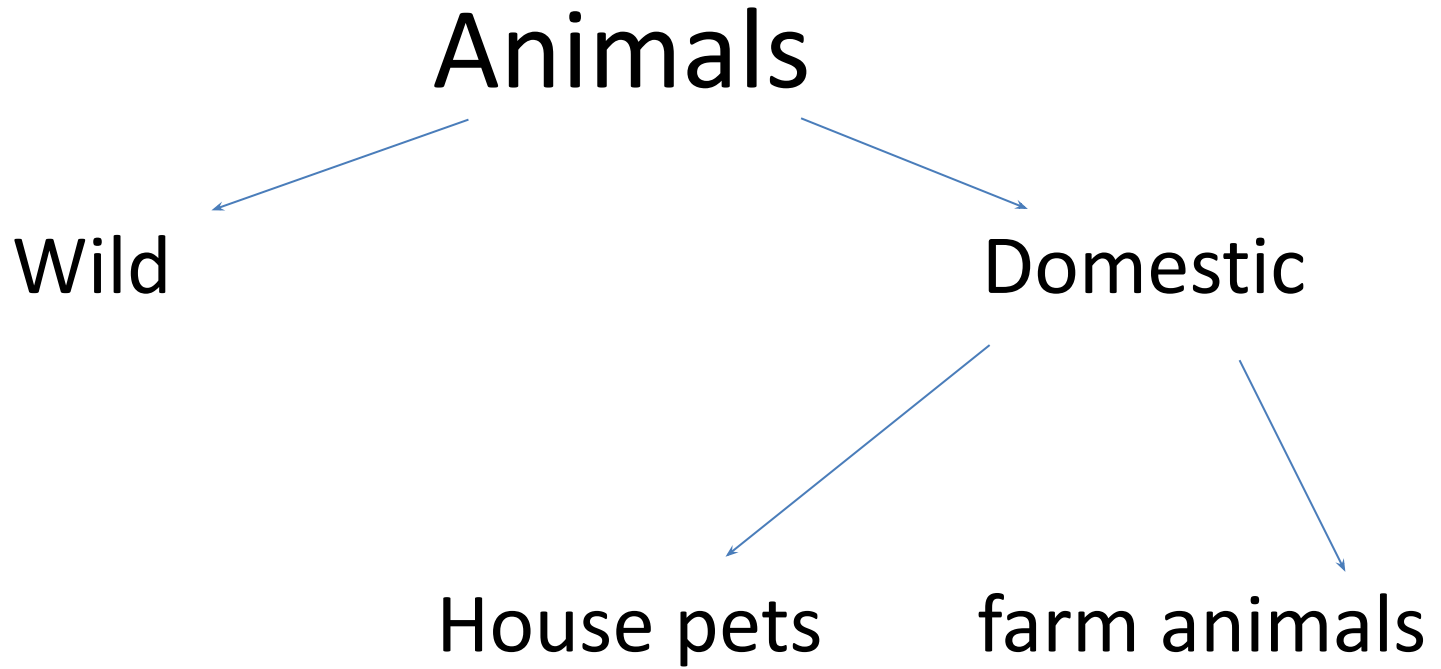 Animals
Wild
Domestic
House pets
farm animals